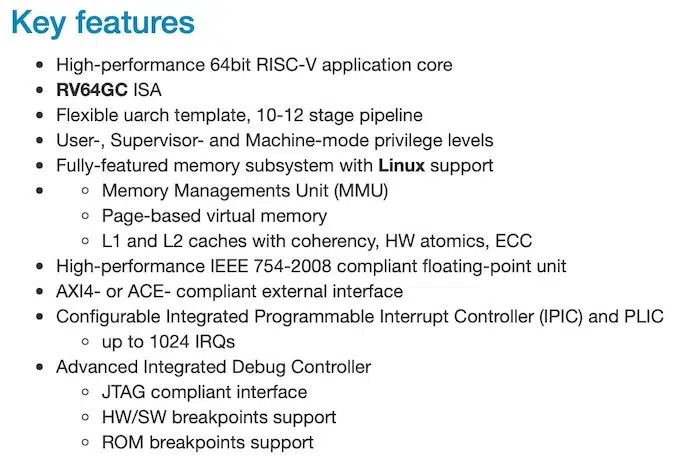 Key features
High-performance 64bit RISC-V application core
RV64GC ISA
Flexible uarch template, 10-12 stage pipeline
User-, Supervisor- and Machine-mode privilege levels
Fully-featured memory subsystem with Linux support
Memory Managements Unit (MMU)
Page-based virtual memory
L1 and L2 caches with coherency, HW atomics, ECC
High-performance IEEE 754-2008 compliant floating-point unit
AXI4- or ACE- compliant external interface
Configurable Integrated Programmable Interrupt Controller (IPIC) and PLIC
up to 1024 IRQs
Advanced Integrated Debug Controller
JTAG compliant interface
HW/SW breakpoints support
ROM breakpoints support